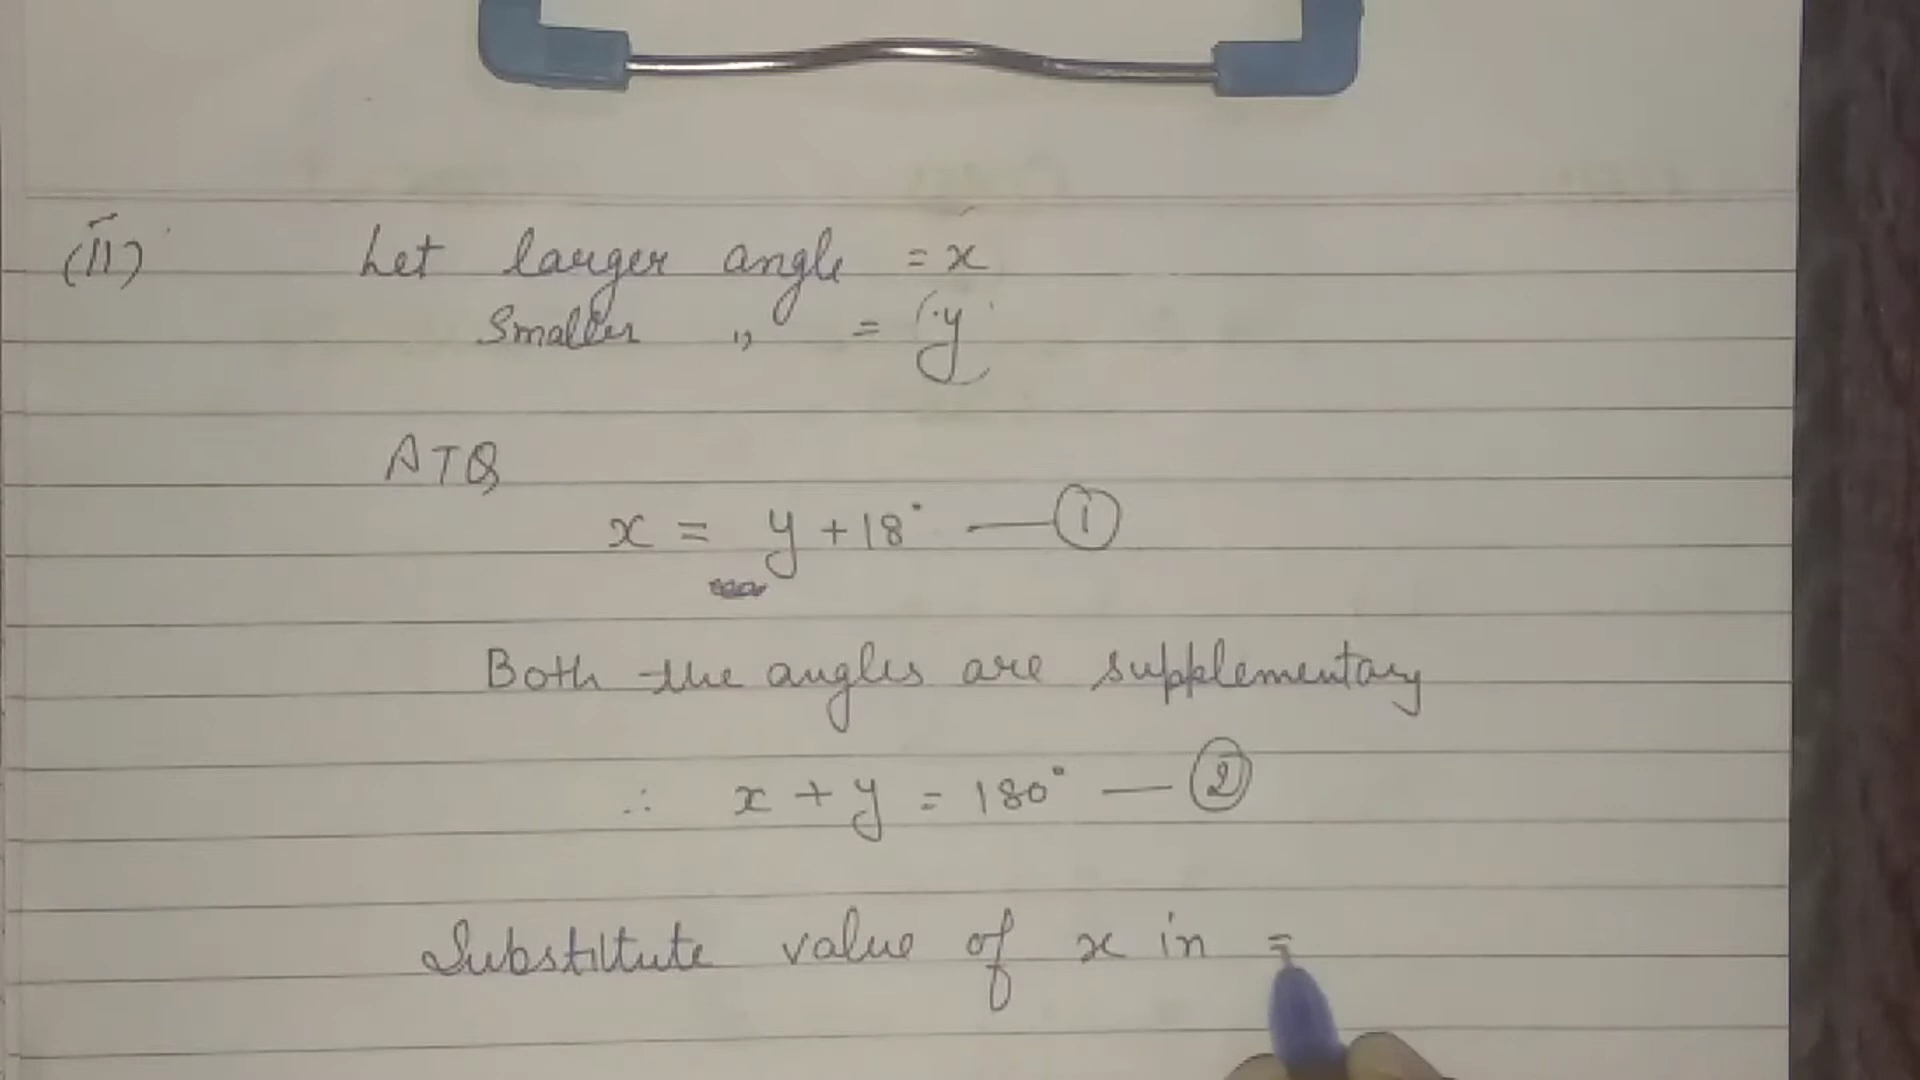 (II) Let larger angle = x
Smaller " = y
ATQ
x = y + 18° — ①
Both the angles are supplementary
∴ x + y = 180° — ②
Substitute value of x in =